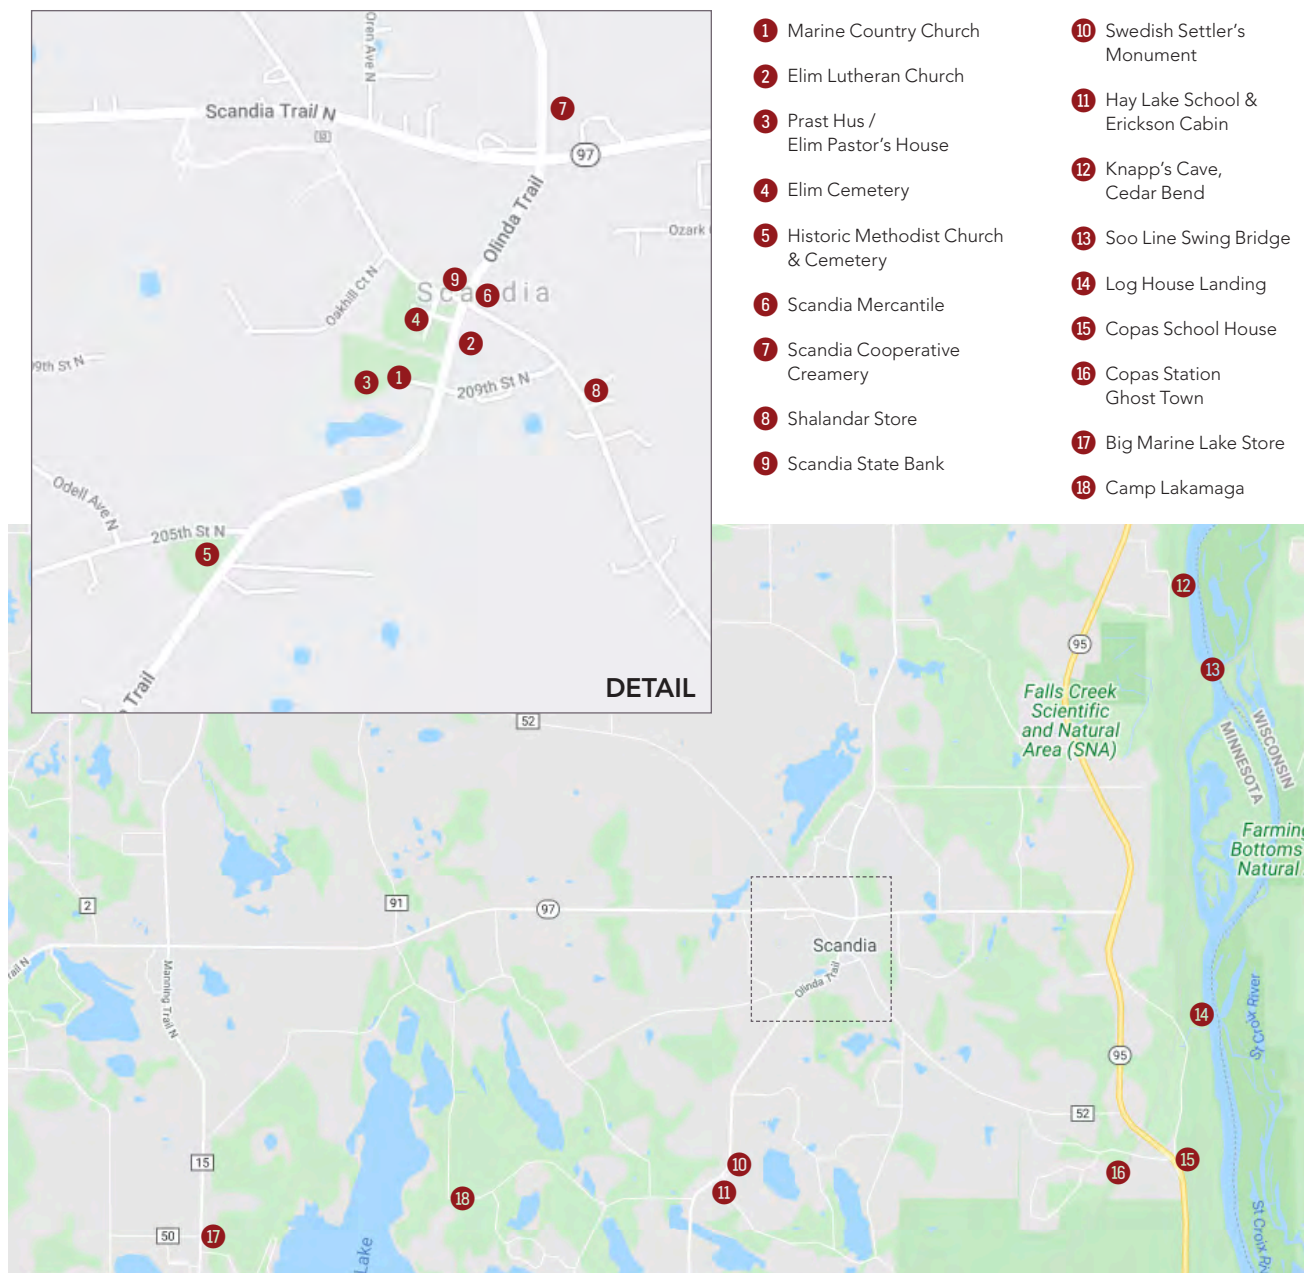 Oren Ave N
Scandia Trail N
52
7
97
Olinda Trail
Ozark
Oakhill Ct N
9
Scandia
6
4
2
99th St N
3
1
209th St N
8
Odell Ave N
205th St N
5
Trail
DETAIL
1 Marine Country Church
2 Elim Lutheran Church
3 Prast Hus /
Elim Pastor's House
4 Elim Cemetery
5 Historic Methodist Church
& Cemetery
6 Scandia Mercantile
7 Scandia Cooperative
Creamery
8 Shalandar Store
9 Scandia State Bank
10 Swedish Settler's
Monument
11 Hay Lake School &
Erickson Cabin
12 Knapp's Cave,
Cedar Bend
13 Soo Line Swing Bridge
14 Log House Landing
15 Copas School House
16 Copas Station
Ghost Town
17 Big Marine Lake Store
18 Camp Lakamaga
12
95
13
Falls Creek
Scientific
and Natural
Area (SNA)
52
WISCONSIN
MINNESOTA
Farming
Bottoms
Natural
2
91
97
Scandia
Olinda Trail
rail N
Manning Trail N
14
St Croix River
95
52
15
10
15
16
11
18
50
17
Lake
St Croix Ri